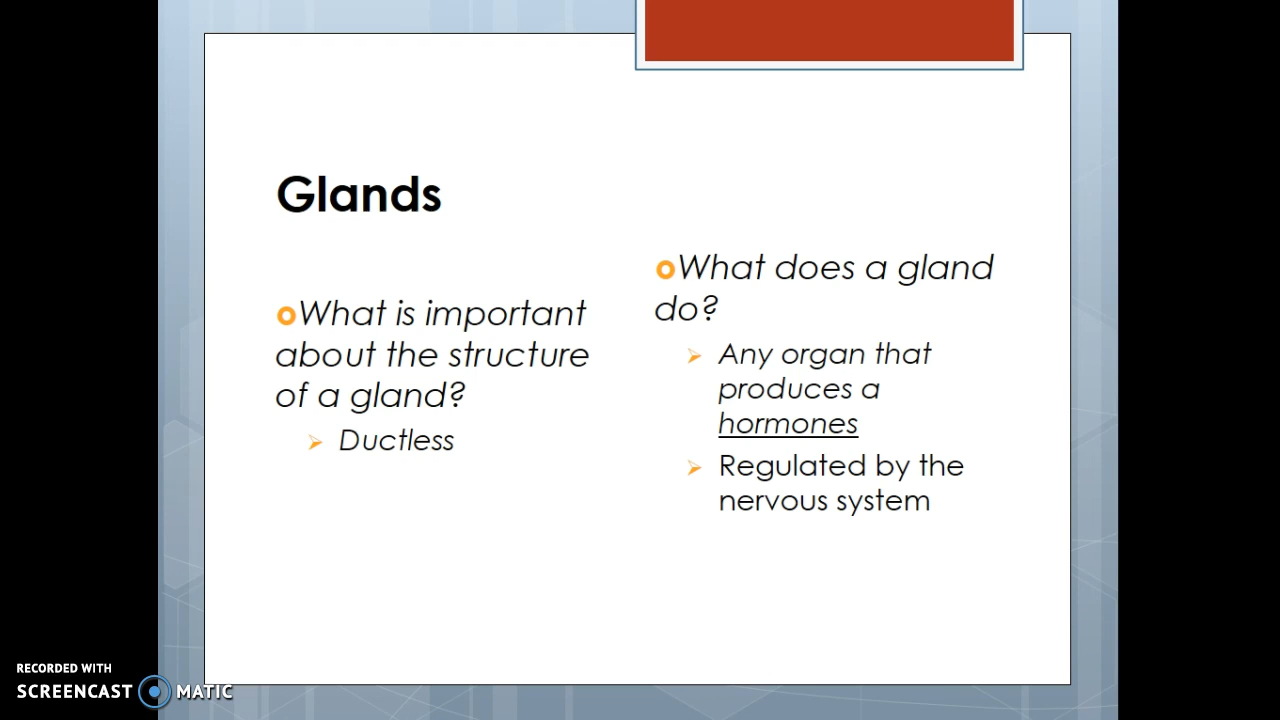 Glands
What is important
about the structure
of a gland?
Ductless
What does a gland
do?
Any organ that
produces a
hormones
Regulated by the
nervous system
RECORDED WITH
SCREENCAST MATIC